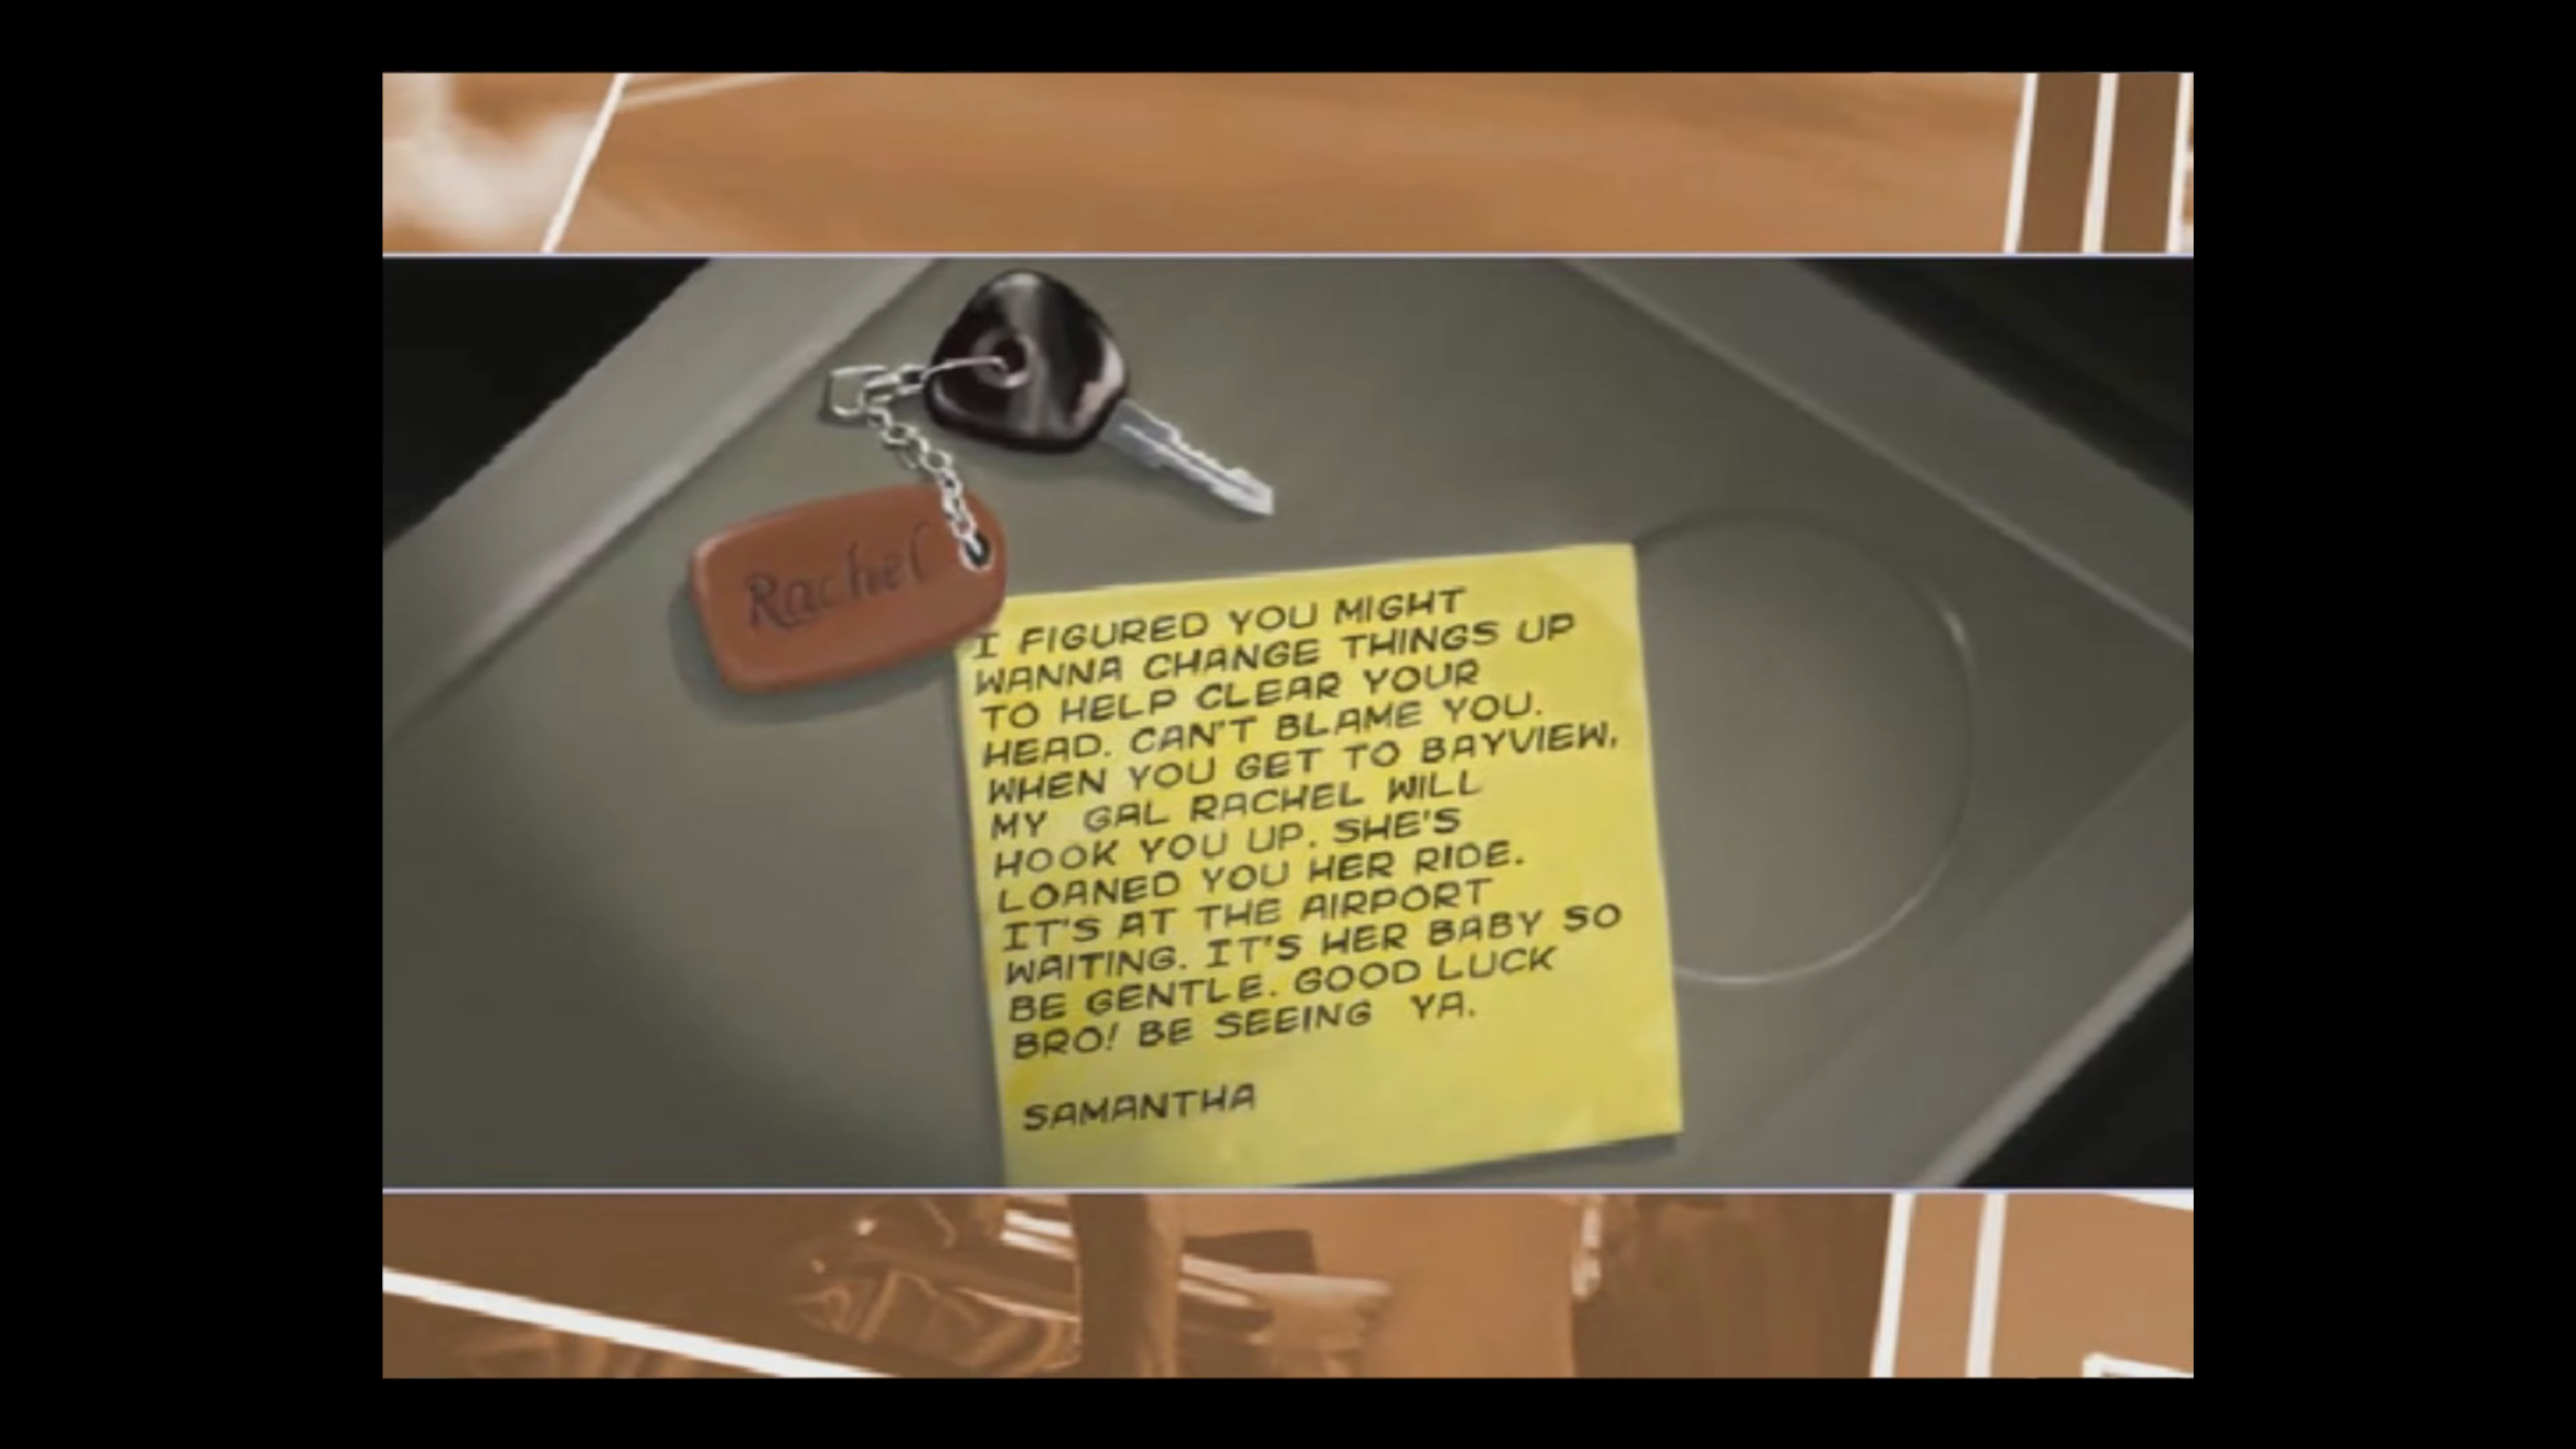 Rachel
I FIGURED YOU MIGHT
WANNA CHANGE THINGS UP
TO HELP CLEAR YOUR
HEAD. CAN'T BLAME YOU.
WHEN YOU GET TO BAYVIEW,
MY GAL RACHEL WILL
HOOK YOU UP. SHE'S
LOANED YOU HER RIDE.
IT'S AT THE AIRPORT
WAITING. IT'S HER BABY SO
BE GENTLE. GOOD LUCK
BRO! BE SEEING YA.
SAMANTHA